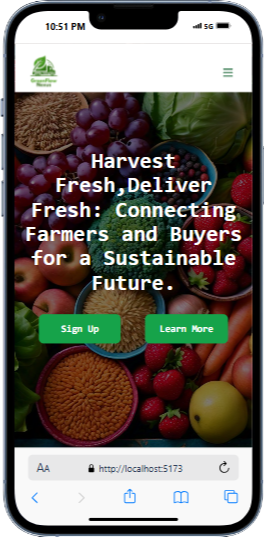 10:51 PM
5G
Harvest
Fresh,Deliver
Fresh: Connecting
Farmers and Buyers
for a Sustainable
Future.
Sign Up
Learn More
AA
http://localhost:5173